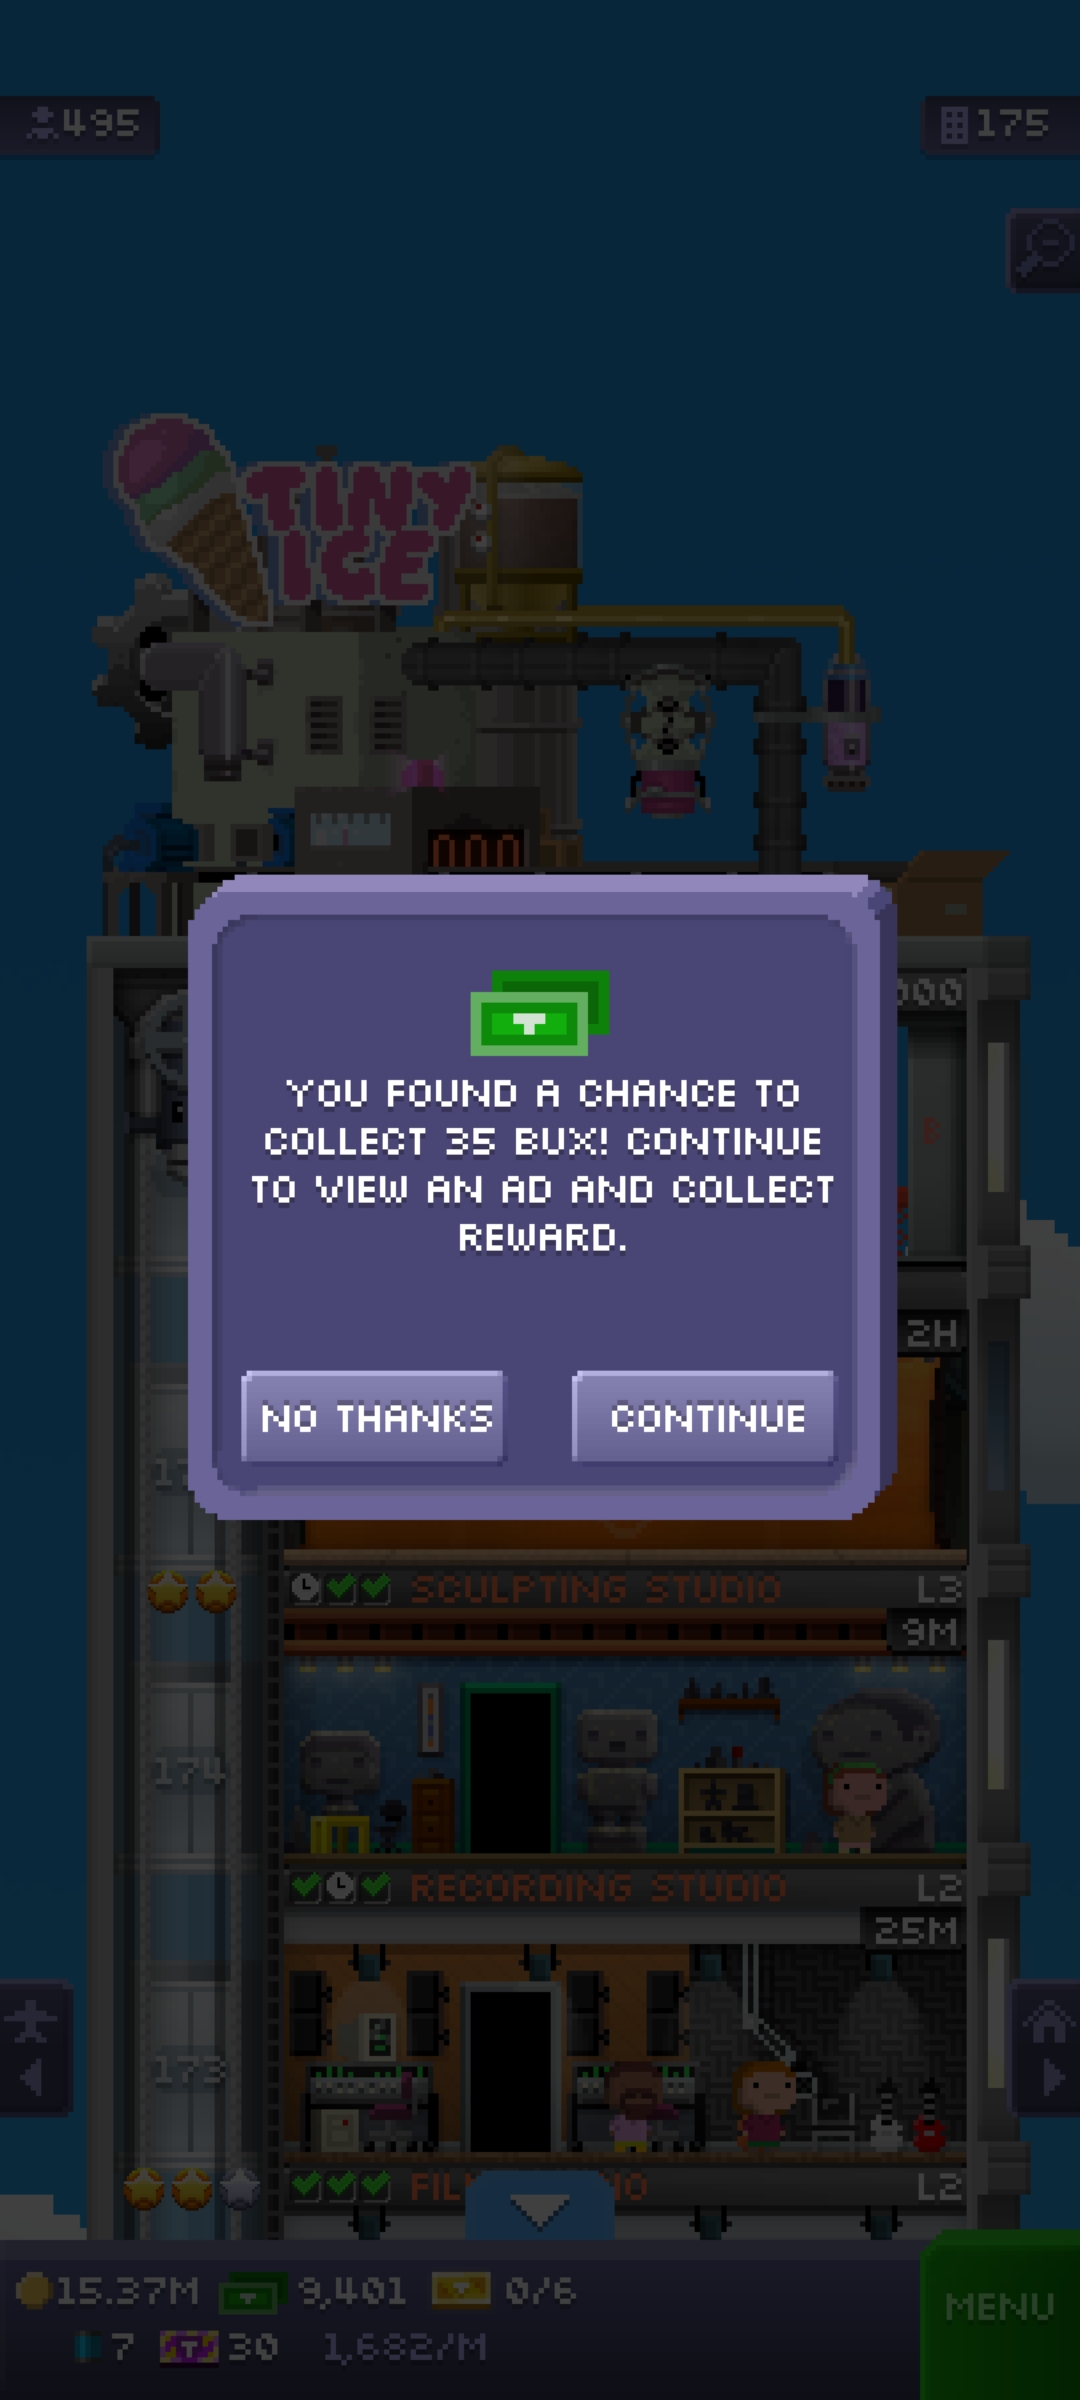 495
175
TINY
ICE
000
B
YOU FOUND A CHANCE TO
COLLECT 35 BUX! CONTINUE
TO VIEW AN AD AND COLLECT
REWARD.
2H
NO THANKS
CONTINUE
SCULPTING STUDIO
L3
9M
174
RECORDING STUDIO
L2
25M
173
L2
15.37M
9,401
0/6
MENU
7
30
1,682/M